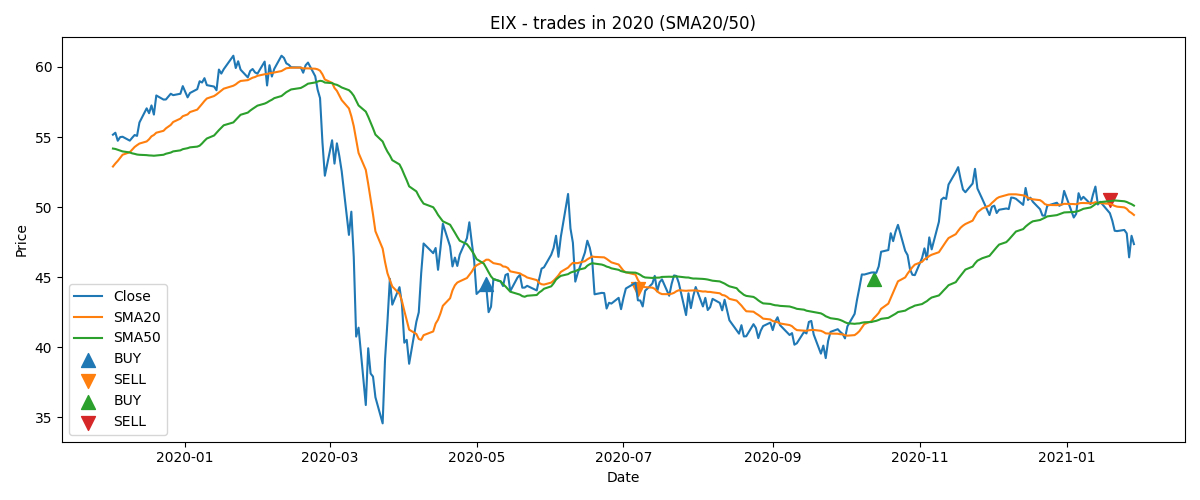 EIX - trades in 2020 (SMA20/50)
Price
60
55
50
45
40
35
Close
SMA20
SMA50
BUY
SELL
BUY
SELL
2020-01
2020-03
2020-05
2020-07
2020-09
2020-11
2021-01
Date